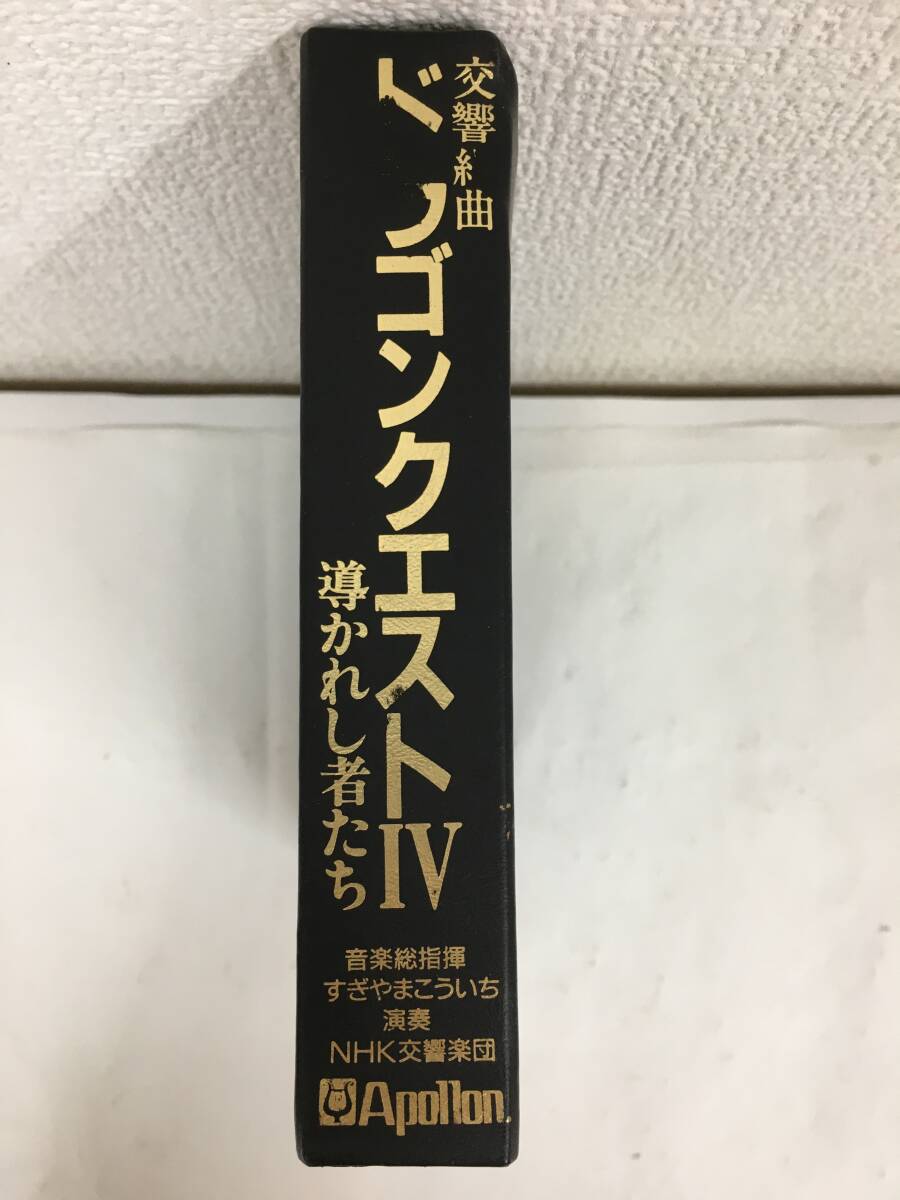 交響組曲
ドラゴンクエストIV
導かれし者たち
音楽総指揮
すぎやまこういち
演奏
NHK交響楽団
Apollon